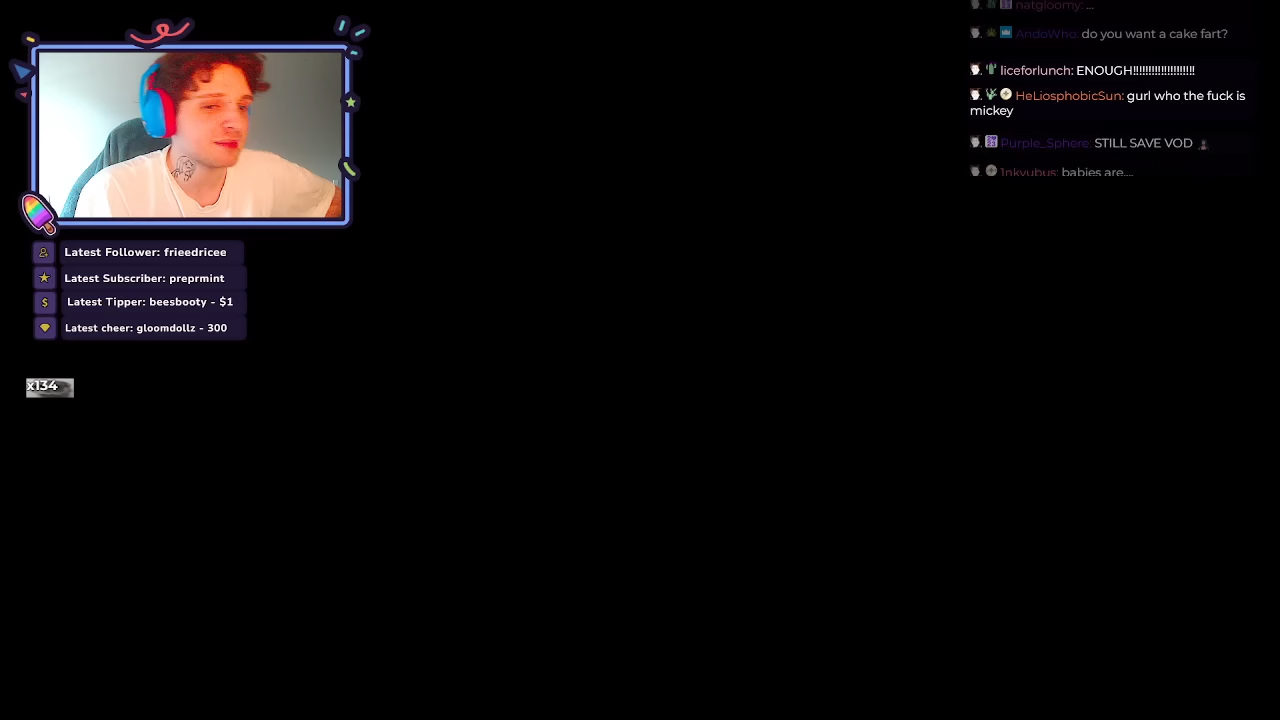 natgloomy: ...
AndoWho: do you want a cake fart?
liceforlunch: ENOUGH!!!!!!!!!!!!!!!!!!!!
HeLiosphobicSun: gurl who the fuck is
mickey
Purple_Sphere: STILL SAVE VOD
1nkyubus: babies are....
Latest Follower: frieedricee
Latest Subscriber: preprmint
$ Latest Tipper: beesbooty - $1
Latest cheer: gloomdollz - 300
x134